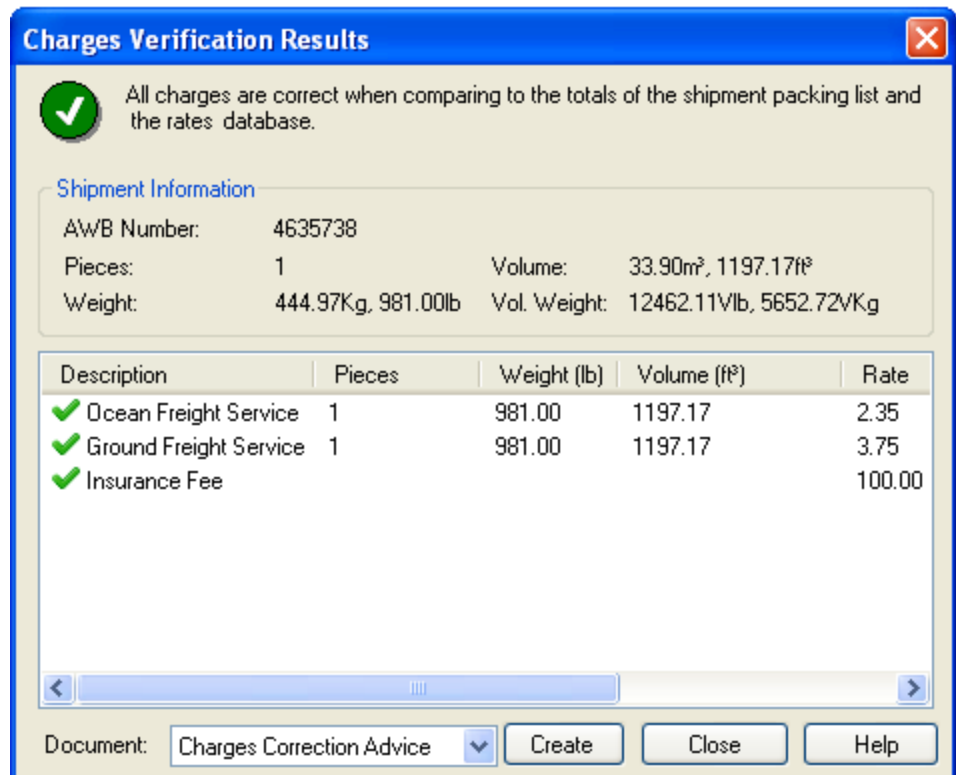 Charges Verification Results
All charges are correct when comparing to the totals of the shipment packing list and
the rates database.
Shipment Information
AWB Number: 4635738
Pieces: 1 Volume: 33.90m³, 1197.17ft³
Weight: 444.97Kg, 981.00lb Vol. Weight: 12462.11Vlb, 5652.72VKg
Description Pieces Weight (lb) Volume (ft³) Rate
Ocean Freight Service 1 981.00 1197.17 2.35
Ground Freight Service 1 981.00 1197.17 3.75
Insurance Fee 100.00
Document: Charges Correction Advice Create Close Help